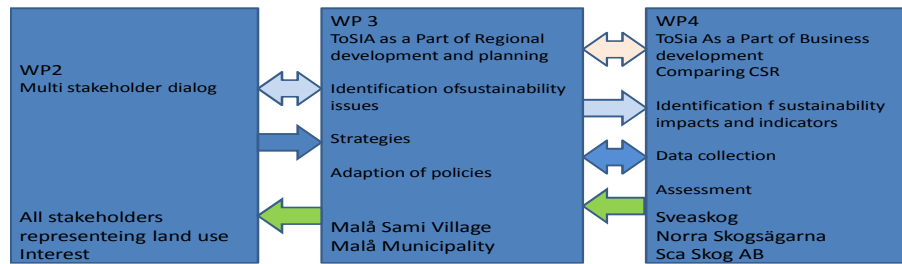 WP2
Multi stakeholder dialog
All stakeholders
representeing land use
Interest
WP 3
ToSIA as a Part of Regional
development and planning
Identification ofsustainability
issues
Strategies
Adaption of policies
Malå Sami Village
Malå Municipality
WP4
ToSia As a Part of Business
development
Comparing CSR
Identification f sustainability
impacts and indicators
Data collection
Assessment
Sveaskog
Norra Skogsägarna
Sca Skog AB